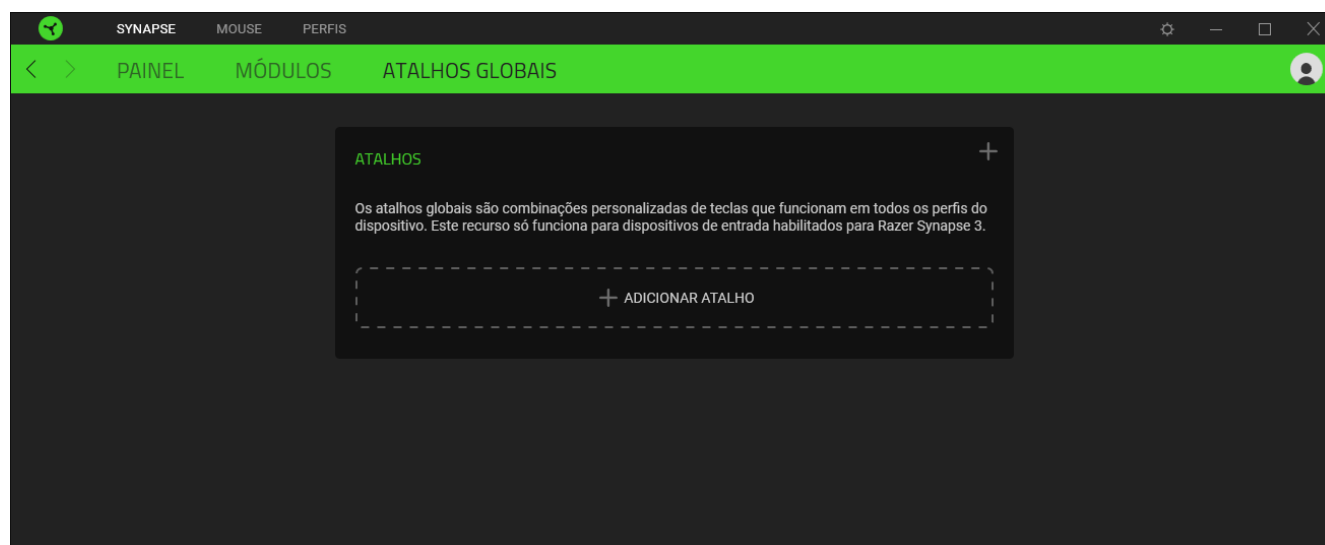 SYNAPSE MOUSE PERFIS
PAINEL MÓDULOS ATALHOS GLOBAIS
ATALHOS
Os atalhos globais são combinações personalizadas de teclas que funcionam em todos os perfis do
dispositivo. Este recurso só funciona para dispositivos de entrada habilitados para Razer Synapse 3.
ADICIONAR ATALHO